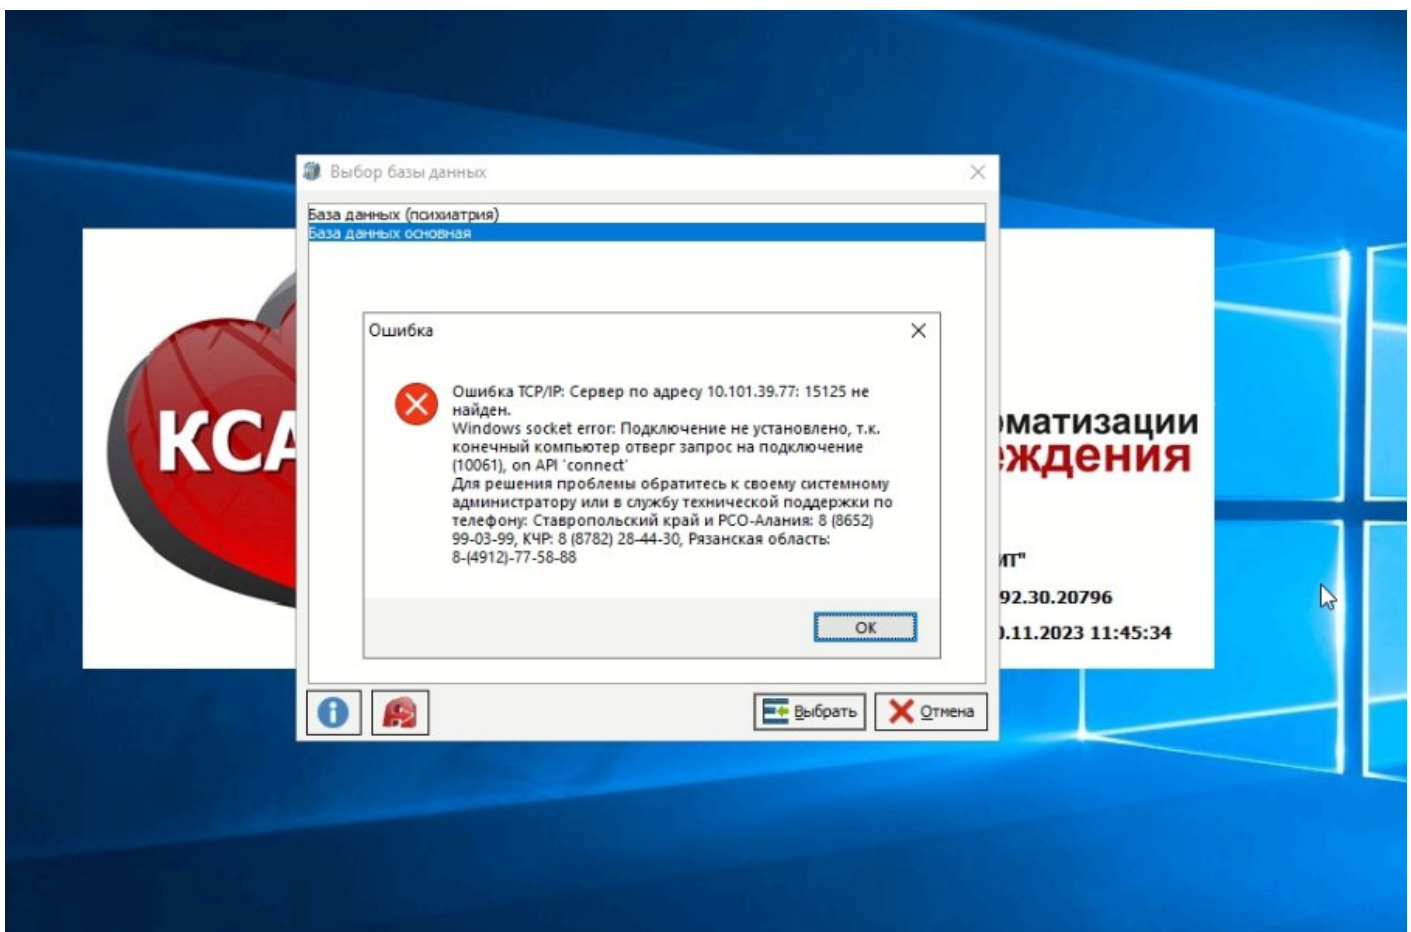 Выбор базы данных
База данных (психиатрия)
База данных основная
Ошибка
Ошибка TCP/IP: Сервер по адресу 10.101.39.77: 15125 не
найден.
Windows socket error: Подключение не установлено, т.к.
конечный компьютер отверг запрос на подключение
(10061), on API 'connect'
Для решения проблемы обратитесь к своему системному
администратору или в службу технической поддержки по
телефону: Ставропольский край и РСО-Алания: 8 (8652)
99-03-99, КЧР: 8 (8782) 28-44-30, Рязанская область:
8-(4912)-77-58-88
OK
КСА
матизации
ждения
ИТ"
92.30.20796
.11.2023 11:45:34
Выбрать
Отмена